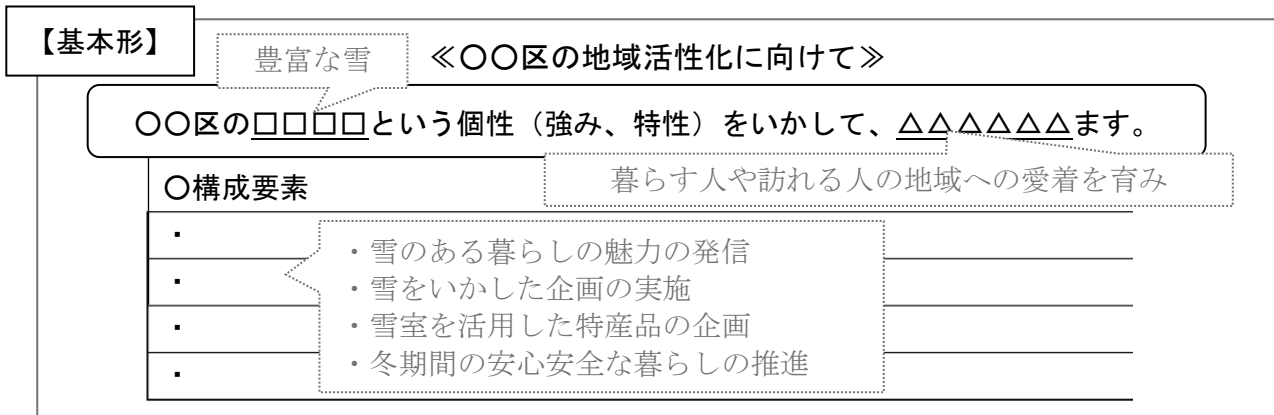 【基本形】
豊富な雪
≪〇〇区の地域活性化に向けて≫
〇〇区の□□□□という個性（強み、特性）をいかして、△△△△△△ます。
暮らす人や訪れる人の地域への愛着を育み
〇構成要素
・
・
・
・
・雪のある暮らしの魅力の発信
・雪をいかした企画の実施
・雪室を活用した特産品の企画
・冬期間の安心安全な暮らしの推進